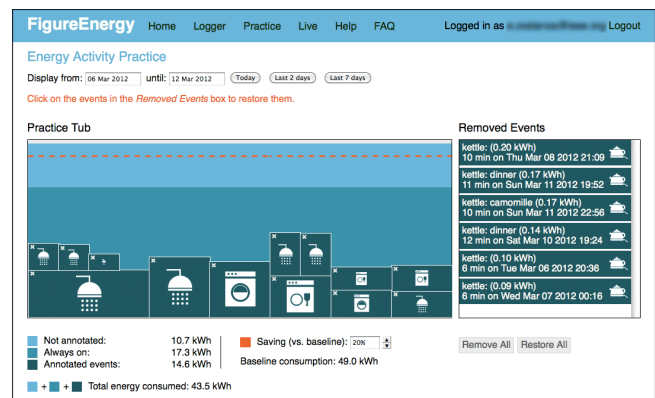 FigureEnergy Home Logger Practice Live Help FAQ Logged in as Logout
Energy Activity Practice
Display from: 06 Mar 2012 until: 12 Mar 2012 Today Last 2 days Last 7 days
Click on the events in the Removed Events box to restore them.
Practice Tub
Removed Events
kettle: (0.20 kWh)
10 min on Thu Mar 08 2012 21:09
kettle: dinner (0.17 kWh)
11 min on Sun Mar 11 2012 19:52
kettle: camomille (0.17 kWh)
10 min on Sun Mar 11 2012 22:56
kettle: dinner (0.14 kWh)
12 min on Sat Mar 10 2012 19:24
kettle: (0.10 kWh)
6 min on Tue Mar 06 2012 20:36
kettle: (0.09 kWh)
6 min on Wed Mar 07 2012 00:16
Not annotated: 10.7 kWh
Always on: 17.3 kWh
Annotated events: 14.6 kWh
Saving (vs. baseline): 20%
Baseline consumption: 49.0 kWh
Remove All Restore All
+ + Total energy consumed: 43.5 kWh